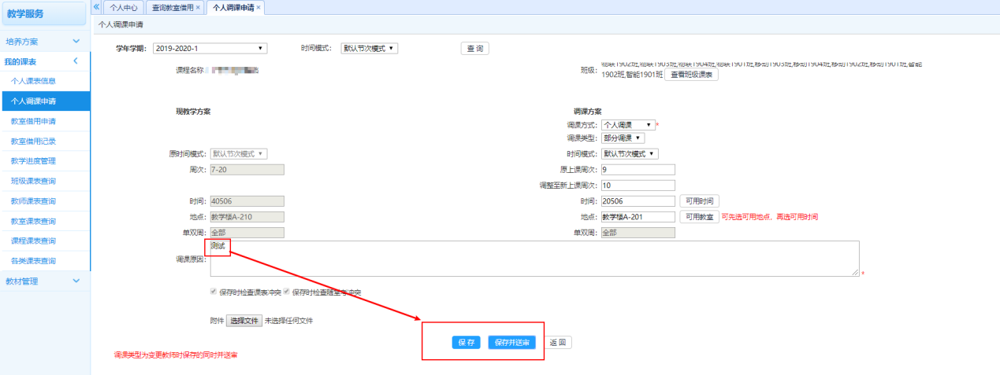 教学服务
培养方案
我的课表
个人课表信息
个人调课申请
教室借用申请
教室借用记录
教学进度管理
班级课表查询
教师课表查询
教室课表查询
课程课表查询
各类课表查询
教材管理
个人中心 查询教室借用 × 个人调课申请 ×
个人调课申请
学年学期: 2019-2020-1 时间模式: 默认节次模式 查 询
课程名称
班级: 物联1902班,物联1903班,物联1904班,物联1901班,移动1903班,移动1904班,移动1902班,移动1901班,智能
1902班,智能1901班 查看班级课表
现教学方案 调课方案
调课方式: 个人调课 *
调课类型: 部分调课
原时间模式: 默认节次模式 时间模式: 默认节次模式
周次: 7-20 原上课周次: 9
调整至新上课周次: 10
时间: 40506 时间: 20506 可用时间
地点: 教学楼A-210 地点: 教学楼A-201 可用教室 可先选可用地点，再选可用时间
单双周: 全部 单双周: 全部
调课原因: 测试 *
保存时检查课表冲突 保存时检查随堂考冲突
附件 选择文件 未选择任何文件
保 存 保存并送审 返 回
调课类型为变更教师时保存的同时并送审